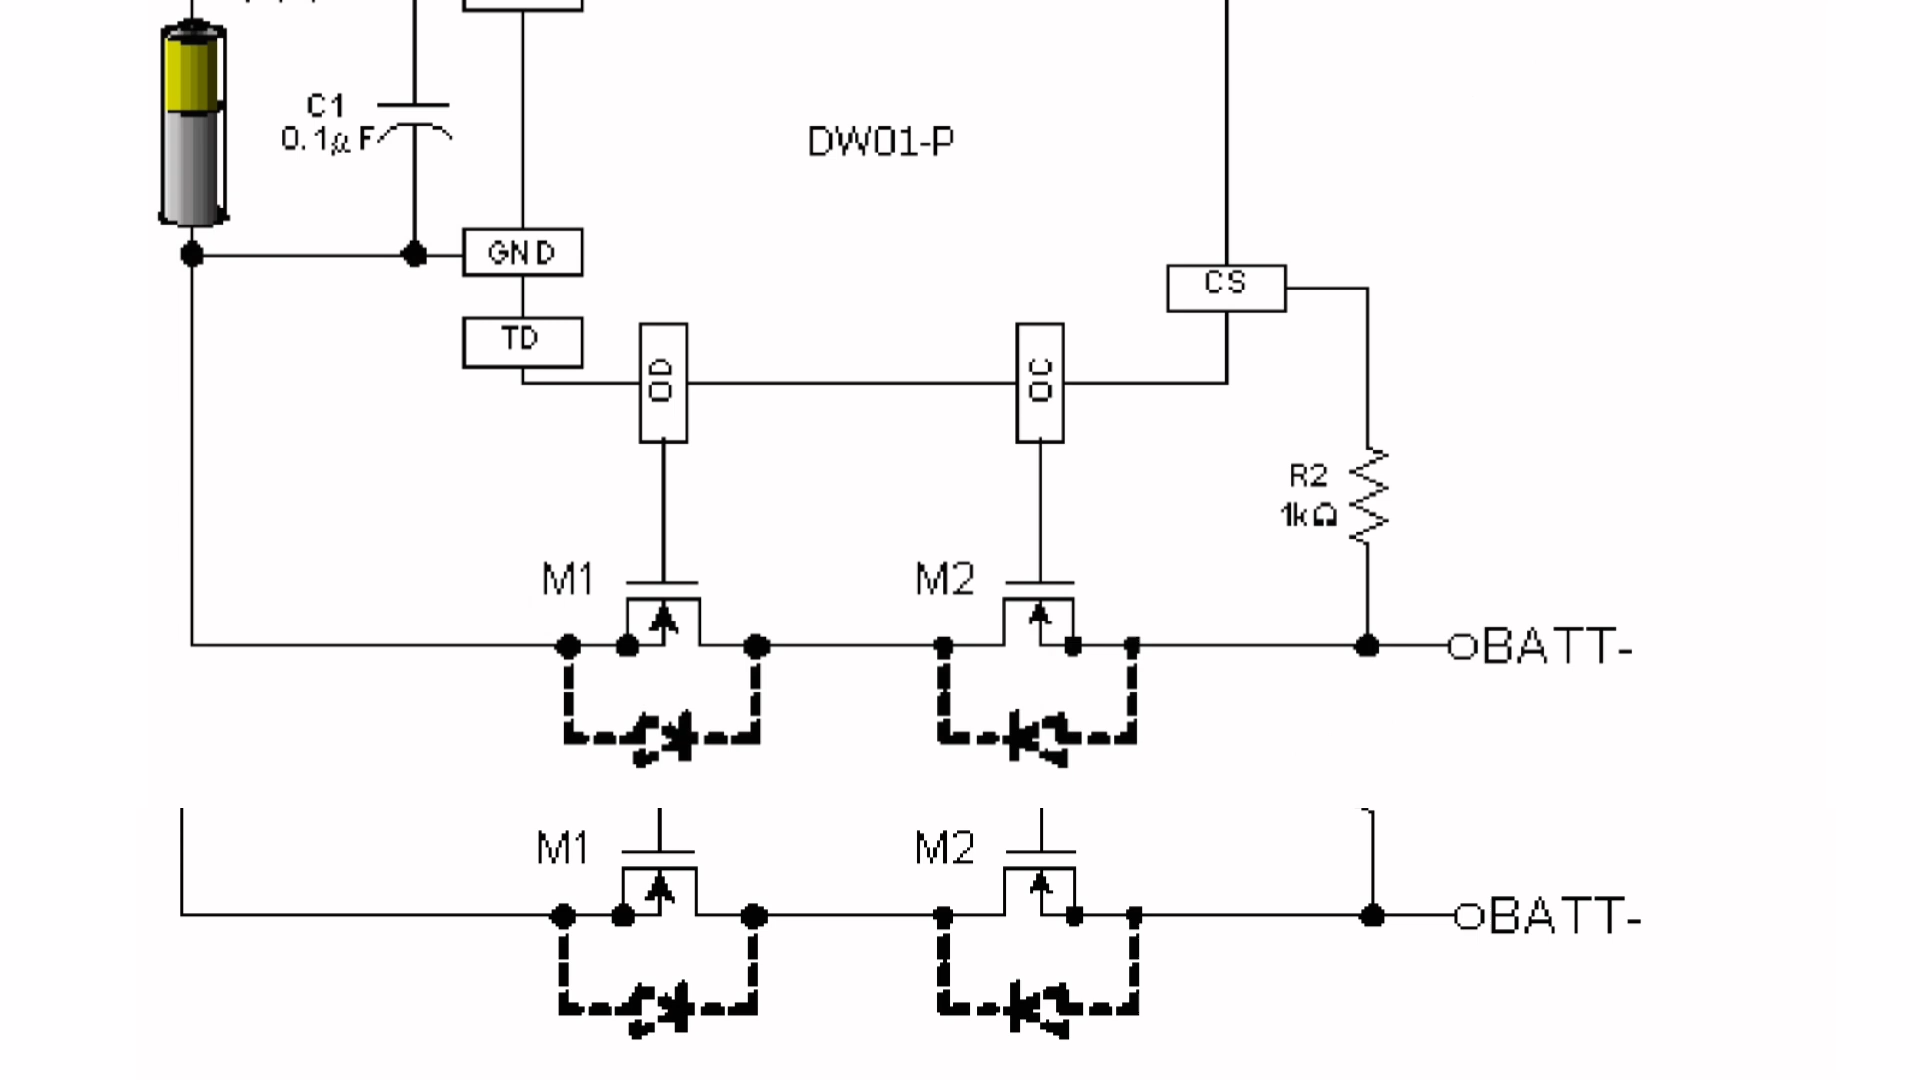 C1
0.1μF
DW01-P
GND
CS
TD
OD
OC
R2
1kΩ
M1
M2
BATT-
M1
M2
BATT-